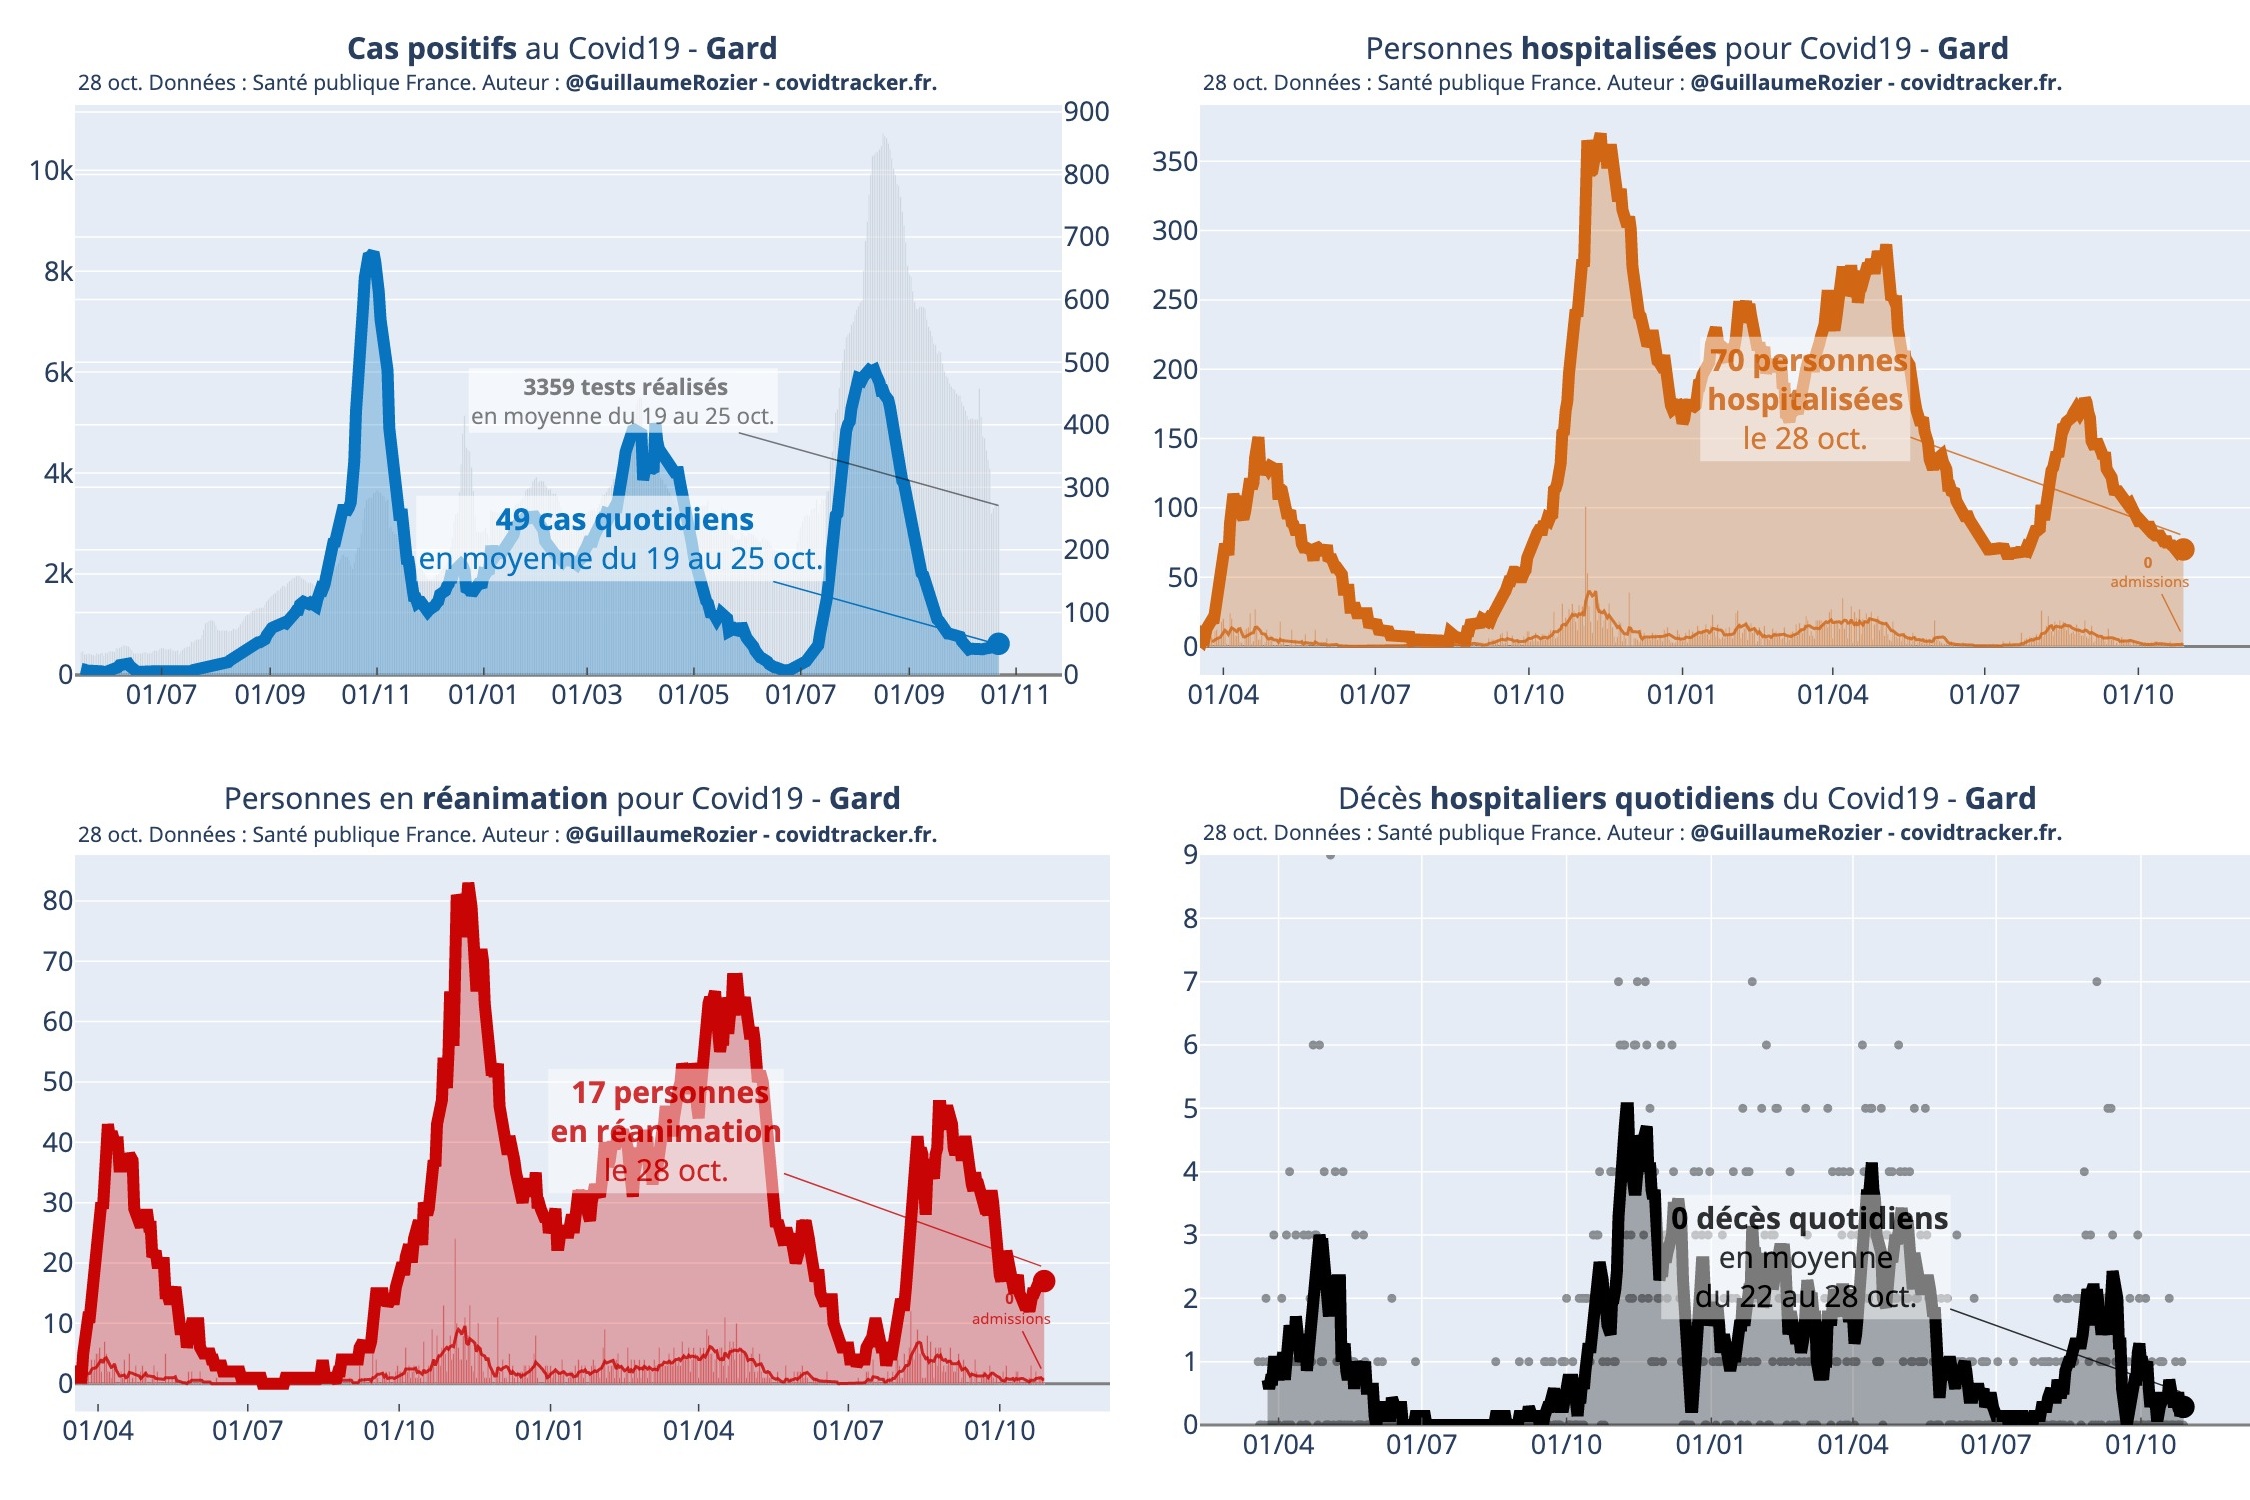 Cas positifs au Covid19 - Gard
28 oct. Données : Santé publique France. Auteur : @GuillaumeRozier - covidtracker.fr.
900
800
700
600
500
400
300
200
100
0
10k
8k
6k
4k
2k
0
3359 tests réalisés
en moyenne du 19 au 25 oct.
49 cas quotidiens
en moyenne du 19 au 25 oct.
01/07 01/09 01/11 01/01 01/03 01/05 01/07 01/09 01/11
Personnes hospitalisées pour Covid19 - Gard
28 oct. Données : Santé publique France. Auteur : @GuillaumeRozier - covidtracker.fr.
350
300
250
200
150
100
50
0
70 personnes
hospitalisées
le 28 oct.
0
admissions
01/04 01/07 01/10 01/01 01/04 01/07 01/10
Personnes en réanimation pour Covid19 - Gard
28 oct. Données : Santé publique France. Auteur : @GuillaumeRozier - covidtracker.fr.
80
70
60
50
40
30
20
10
0
17 personnes
en réanimation
le 28 oct.
0
admissions
01/04 01/07 01/10 01/01 01/04 01/07 01/10
Décès hospitaliers quotidiens du Covid19 - Gard
28 oct. Données : Santé publique France. Auteur : @GuillaumeRozier - covidtracker.fr.
9
8
7
6
5
4
3
2
1
0
0 décès quotidiens
en moyenne
du 22 au 28 oct.
01/04 01/07 01/10 01/01 01/04 01/07 01/10